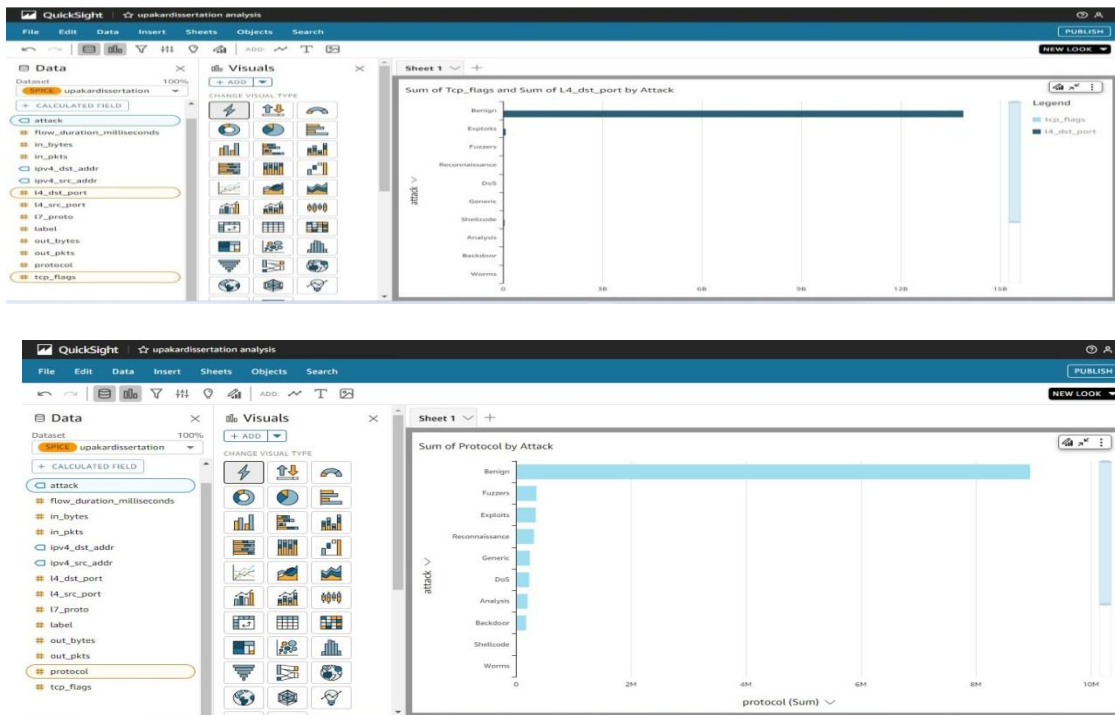 QuickSight upakardissertation analysis
File Edit Data Insert Sheets Objects Search PUBLISH
ADD: T NEW LOOK
Data
Visuals
Sheet 1
Dataset 100%
SPICE upakardissertation
+ ADD
+ CALCULATED FIELD
CHANGE VISUAL TYPE
attack
flow_duration_milliseconds
in_bytes
in_pkts
ipv4_dst_addr
ipv4_src_addr
l4_dst_port
l4_src_port
l7_proto
label
out_bytes
out_pkts
protocol
tcp_flags
Sum of Tcp_flags and Sum of L4_dst_port by Attack
attack
Benign
Exploits
Fuzzers
Reconnaissance
DoS
Generic
Shellcode
Analysis
Backdoor
Worms
0 3B 6B 9B 12B 15B
Legend
tcp_flags
l4_dst_port
QuickSight upakardissertation analysis
File Edit Data Insert Sheets Objects Search PUBLISH
ADD: T NEW LOOK
Data
Visuals
Sheet 1
Dataset 100%
SPICE upakardissertation
+ ADD
+ CALCULATED FIELD
CHANGE VISUAL TYPE
attack
flow_duration_milliseconds
in_bytes
in_pkts
ipv4_dst_addr
ipv4_src_addr
l4_dst_port
l4_src_port
l7_proto
label
out_bytes
out_pkts
protocol
tcp_flags
Sum of Protocol by Attack
attack
Benign
Fuzzers
Exploits
Reconnaissance
Generic
DoS
Analysis
Backdoor
Shellcode
Worms
0 2M 4M 6M 8M 10M
protocol (Sum)